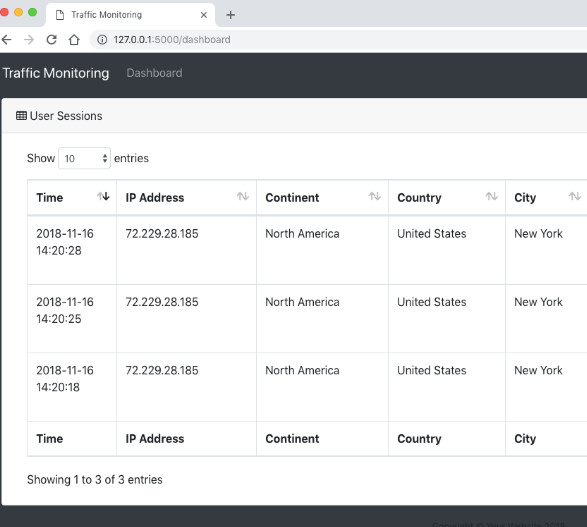 Traffic Monitoring
127.0.0.1:5000/dashboard
Traffic Monitoring Dashboard
User Sessions
Show 10 entries
Time IP Address Continent Country City
2018-11-16 72.229.28.185 North America United States New York
14:20:28
2018-11-16 72.229.28.185 North America United States New York
14:20:25
2018-11-16 72.229.28.185 North America United States New York
14:20:18
Time IP Address Continent Country City
Showing 1 to 3 of 3 entries